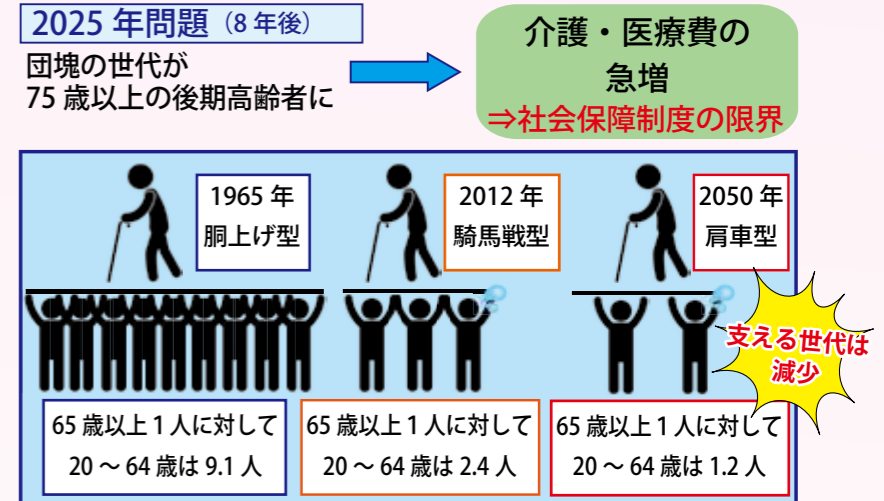 2025 年問題（8 年後）
団塊の世代が
75 歳以上の後期高齢者に
介護・医療費の
急増
⇒社会保障制度の限界
1965 年
胴上げ型
2012 年
騎馬戦型
2050 年
肩車型
支える世代は
減少
65 歳以上 1 人に対して
20 ～ 64 歳は 9.1 人
65 歳以上 1 人に対して
20 ～ 64 歳は 2.4 人
65 歳以上 1 人に対して
20 ～ 64 歳は 1.2 人